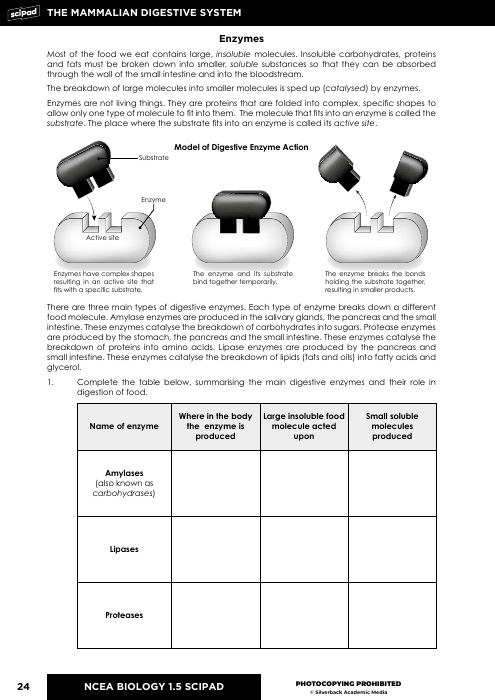 scipad
THE MAMMALIAN DIGESTIVE SYSTEM
Enzymes
Most of the food we eat contains large, insoluble molecules. Insoluble carbohydrates, proteins
and fats must be broken down into smaller, soluble substances so that they can be absorbed
through the wall of the small intestine and into the bloodstream.
The breakdown of large molecules into smaller molecules is sped up (catalysed) by enzymes.
Enzymes are not living things. They are proteins that are folded into complex, specific shapes to
allow only one type of molecule to fit into them. The molecule that fits into an enzyme is called the
substrate. The place where the substrate fits into an enzyme is called its active site.
Model of Digestive Enzyme Action
Substrate
Enzyme
Active site
Enzymes have complex shapes
resulting in an active site that
fits with a specific substrate.
The enzyme and its substrate
bind together temporarily.
The enzyme breaks the bonds
holding the substrate together,
resulting in smaller products.
There are three main types of digestive enzymes. Each type of enzyme breaks down a different
food molecule. Amylase enzymes are produced in the salivary glands, the pancreas and the small
intestine. These enzymes catalyse the breakdown of carbohydrates into sugars. Protease enzymes
are produced by the stomach, the pancreas and the small intestine. These enzymes catalyse the
breakdown of proteins into amino acids. Lipase enzymes are produced by the pancreas and
small intestine. These enzymes catalyse the breakdown of lipids (fats and oils) into fatty acids and
glycerol.
1. Complete the table below, summarising the main digestive enzymes and their role in
digestion of food.
Name of enzyme
Where in the body
the enzyme is
produced
Large insoluble food
molecule acted
upon
Small soluble
molecules
produced
Amylases
(also known as
carbohydrases)
Lipases
Proteases
24
NCEA BIOLOGY 1.5 SCIPAD
PHOTOCOPYING PROHIBITED
© Silverback Academic Media